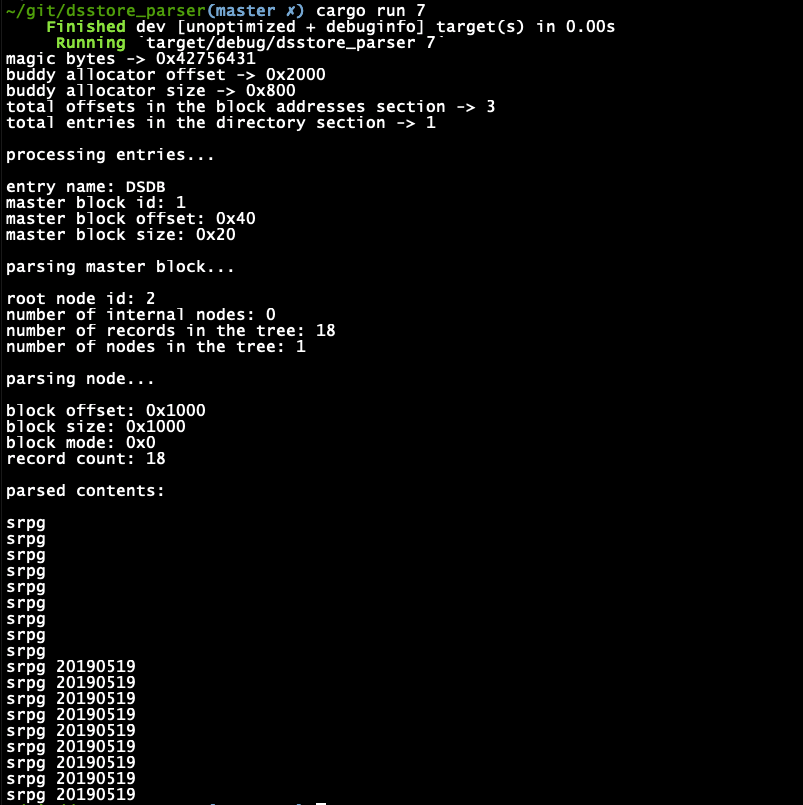 ~/git/dsstore_parser(master ✗) cargo run 7
Finished dev [unoptimized + debuginfo] target(s) in 0.00s
Running `target/debug/dsstore_parser 7`
magic bytes -> 0x42756431
buddy allocator offset -> 0x2000
buddy allocator size -> 0x800
total offsets in the block addresses section -> 3
total entries in the directory section -> 1
processing entries...
entry name: DSDB
master block id: 1
master block offset: 0x40
master block size: 0x20
parsing master block...
root node id: 2
number of internal nodes: 0
number of records in the tree: 18
number of nodes in the tree: 1
parsing node...
block offset: 0x1000
block size: 0x1000
block mode: 0x0
record count: 18
parsed contents:
srpg
srpg
srpg
srpg
srpg
srpg
srpg
srpg
srpg
srpg 20190519
srpg 20190519
srpg 20190519
srpg 20190519
srpg 20190519
srpg 20190519
srpg 20190519
srpg 20190519
srpg 20190519